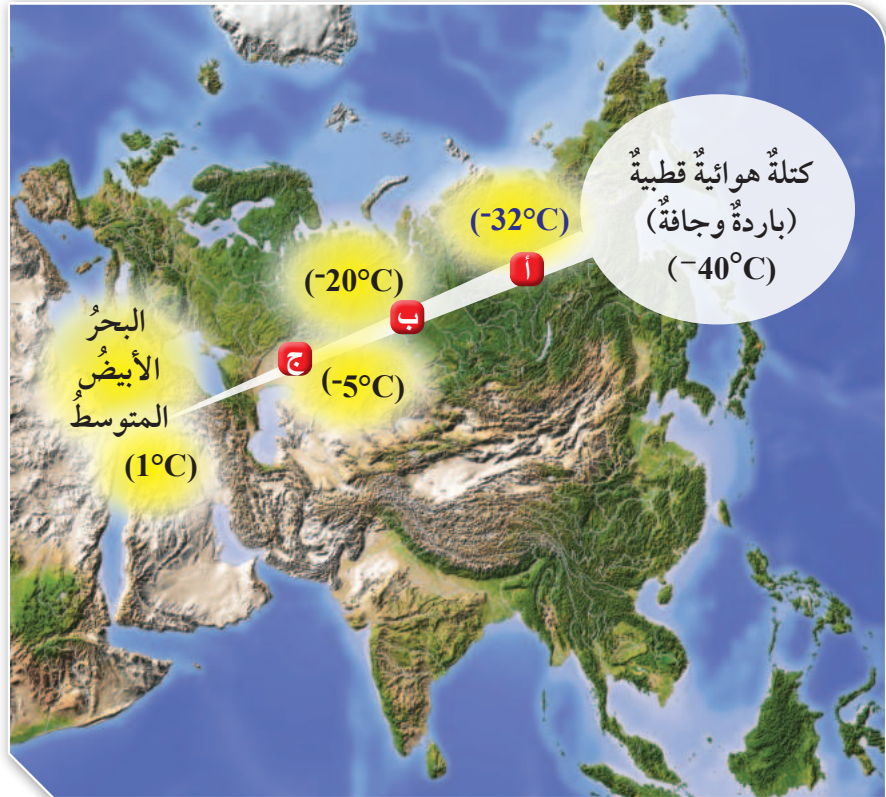 كتلةٌ هوائيةٌ قطبيةٌ
(باردةٌ وجافةٌ)
(−40°C)
(-32°C)
أ
(-20°C)
ب
ج
(-5°C)
البحرُ
الأبيضُ
المتوسطُ
(1°C)